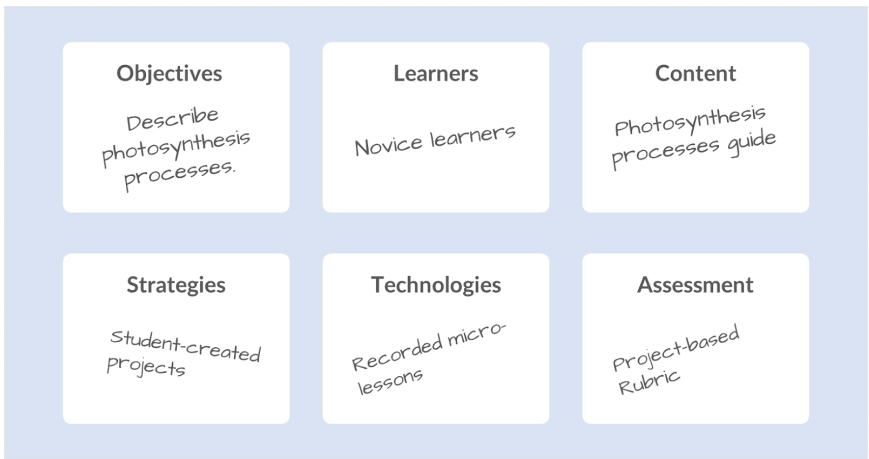 Objectives
Describe
photosynthesis
processes.
Learners
Novice learners
Content
Photosynthesis
processes guide
Strategies
Student-created
Projects
Technologies
Recorded micro-
lessons
Assessment
Project-based
Rubric